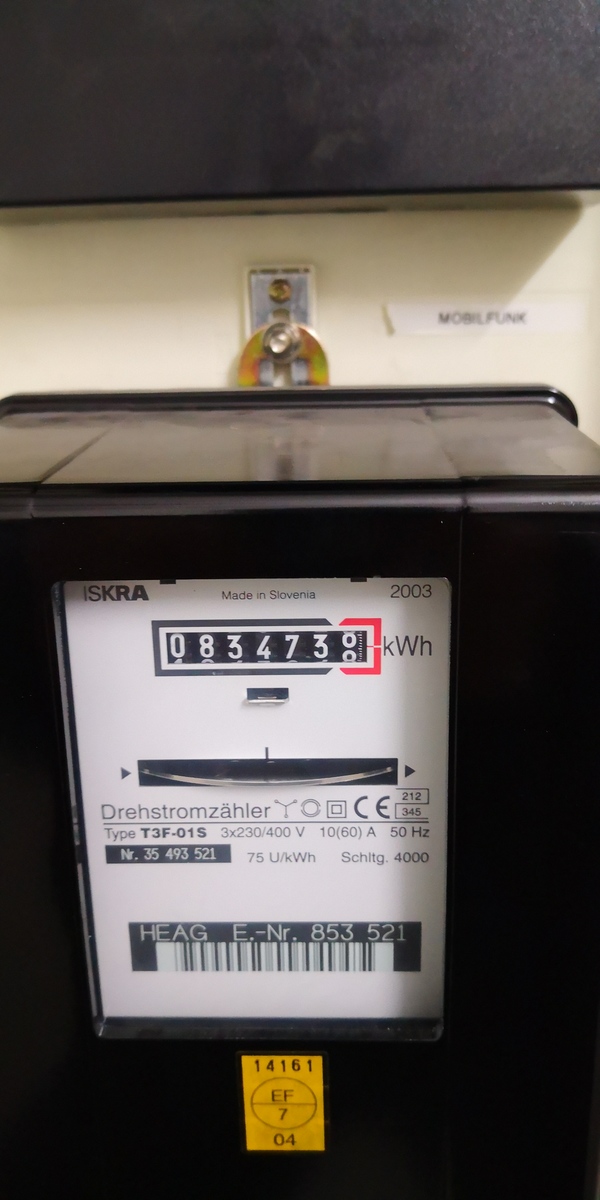 MOBILFUNK
ISKRA Made in Slovenia 2003
0834738 kWh
Drehstromzähler CE 212 345
Type T3F-01S 3x230/400 V 10(60) A 50 Hz
Nr. 35 493 521 75 U/kWh Schltg. 4000
HEAG E.-Nr. 853 521
14161
EF
7
04